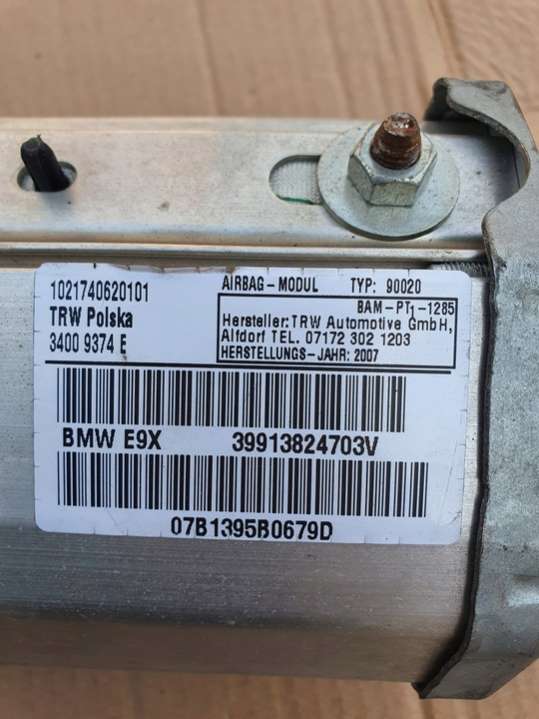 1021740620101
TRW Polska
3400 9374 E
AIRBAG-MODUL TYP: 90020
BAM-PT1-1285
Hersteller:TRW Automotive GmbH,
Alfdorf TEL. 07172 302 1203
HERSTELLUNGS-JAHR: 2007
BMW E9X 39913824703V
07B1395B0679D